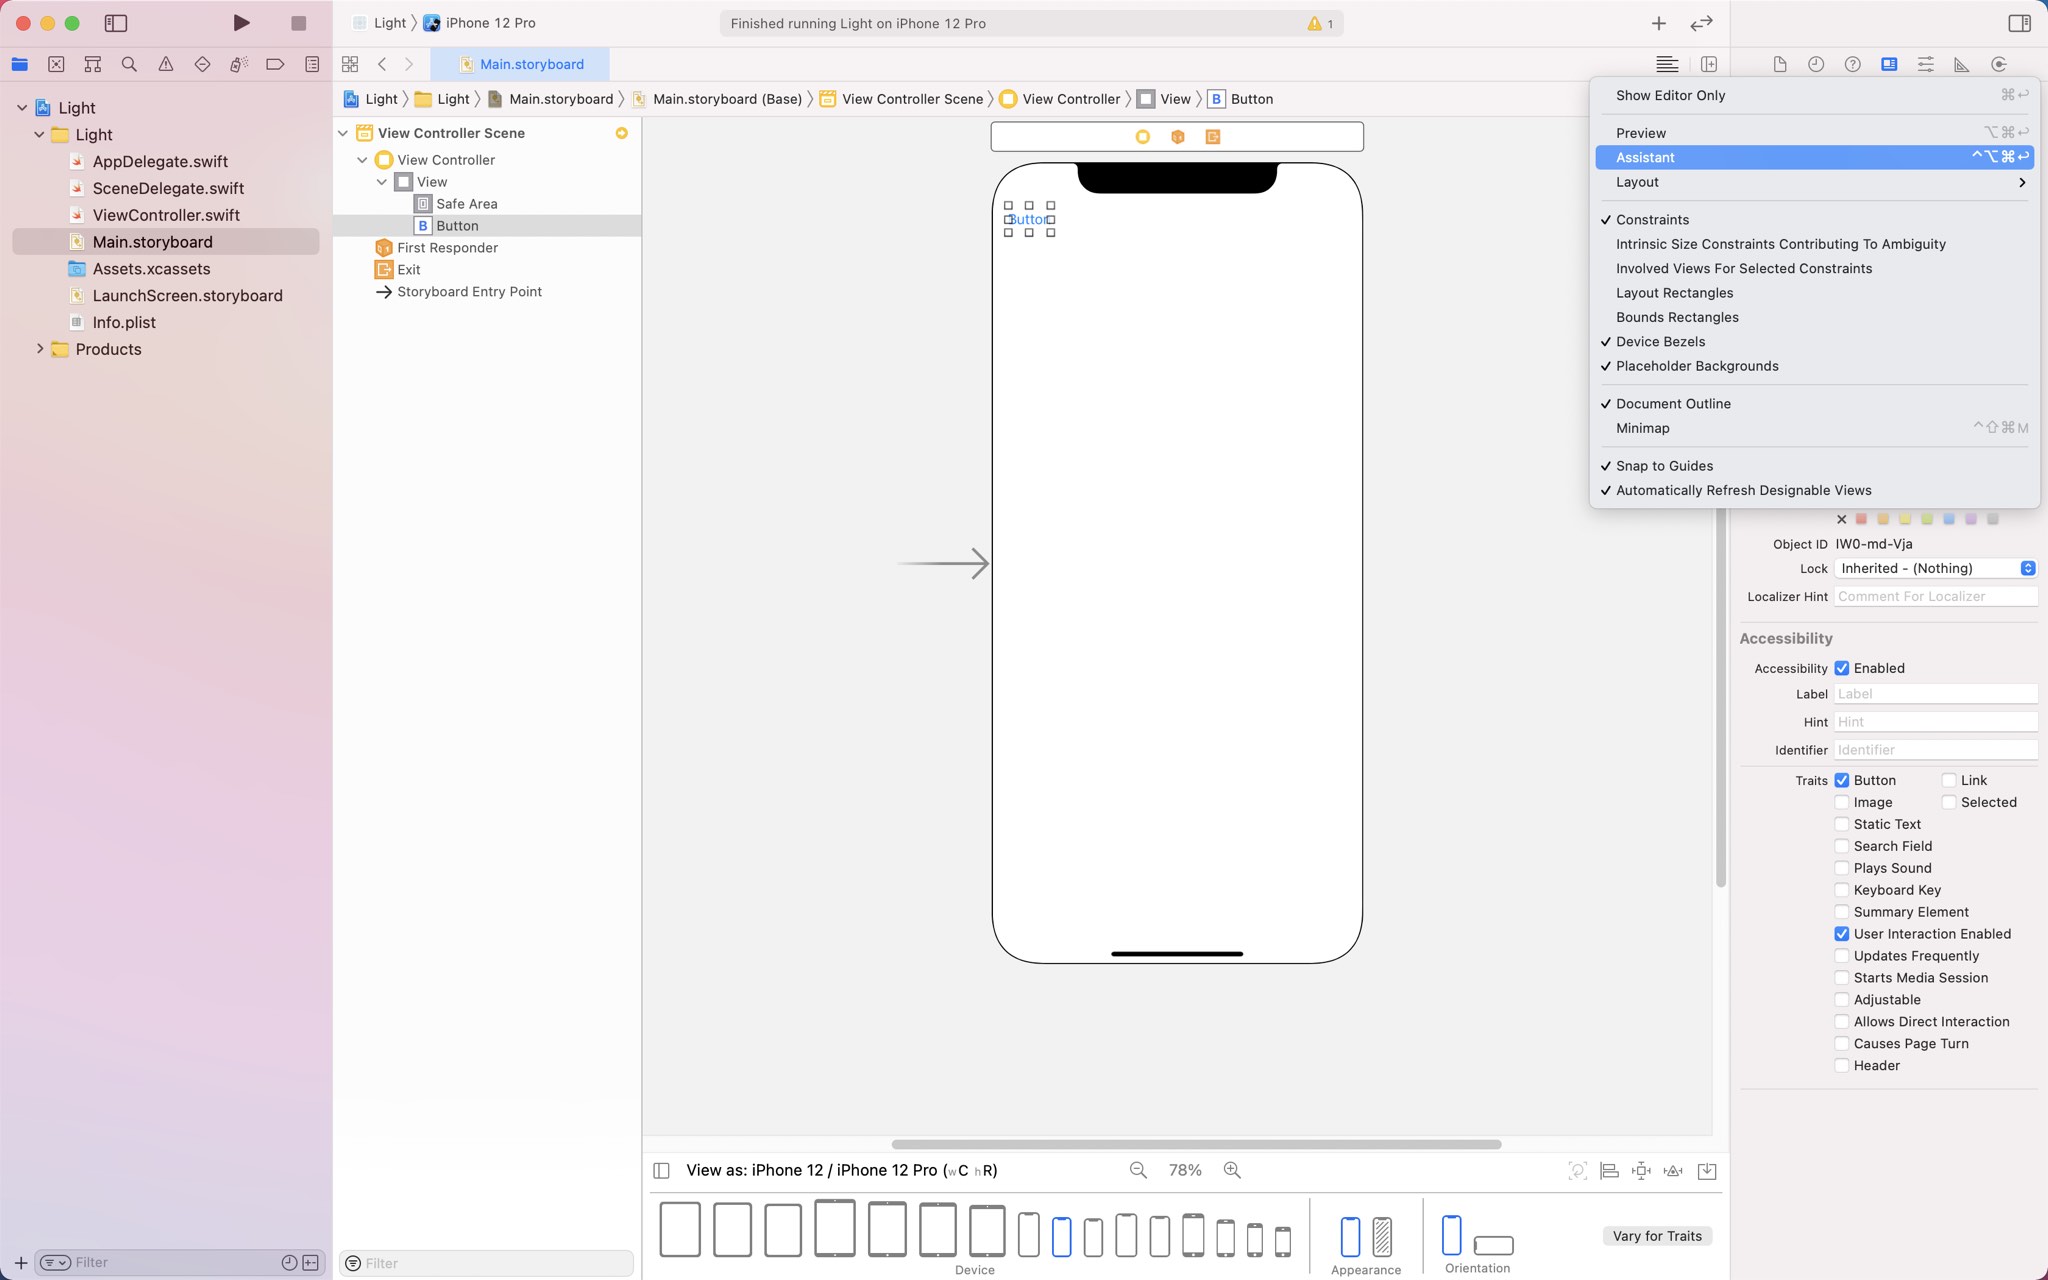 Light
iPhone 12 Pro
Finished running Light on iPhone 12 Pro
1
Main.storyboard
Light
Light
Main.storyboard
Main.storyboard (Base)
View Controller Scene
View Controller
View
B
Button
Light
Light
AppDelegate.swift
SceneDelegate.swift
ViewController.swift
Main.storyboard
Assets.xcassets
LaunchScreen.storyboard
Info.plist
Products
Filter
View Controller Scene
View Controller
View
Safe Area
B Button
First Responder
Exit
Storyboard Entry Point
Filter
Button
Show Editor Only ⌘↩
Preview ⌥⌘↩
Assistant ^⌥⌘↩
Layout
✓ Constraints
Intrinsic Size Constraints Contributing To Ambiguity
Involved Views For Selected Constraints
Layout Rectangles
Bounds Rectangles
✓ Device Bezels
✓ Placeholder Backgrounds
✓ Document Outline
Minimap ^⇧⌘M
✓ Snap to Guides
✓ Automatically Refresh Designable Views
Object ID IW0-md-Vja
Lock Inherited - (Nothing)
Localizer Hint Comment For Localizer
Accessibility
Accessibility Enabled
Label Label
Hint Hint
Identifier Identifier
Traits Button Link
Image Selected
Static Text
Search Field
Plays Sound
Keyboard Key
Summary Element
User Interaction Enabled
Updates Frequently
Starts Media Session
Adjustable
Allows Direct Interaction
Causes Page Turn
Header
View as: iPhone 12 / iPhone 12 Pro (wC hR)
78%
Device
Appearance
Orientation
Vary for Traits